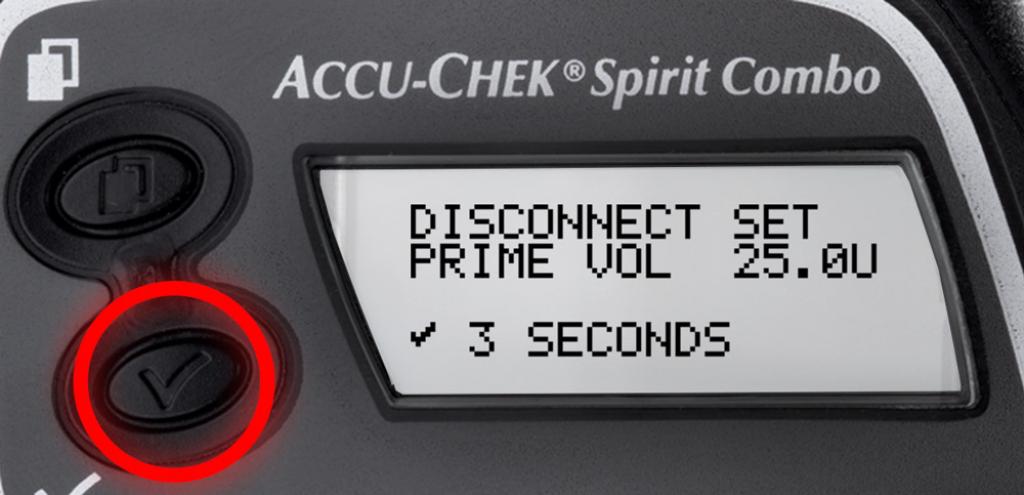 ACCU-CHEK® Spirit Combo
DISCONNECT SET
PRIME VOL 25.0U
✓ 3 SECONDS